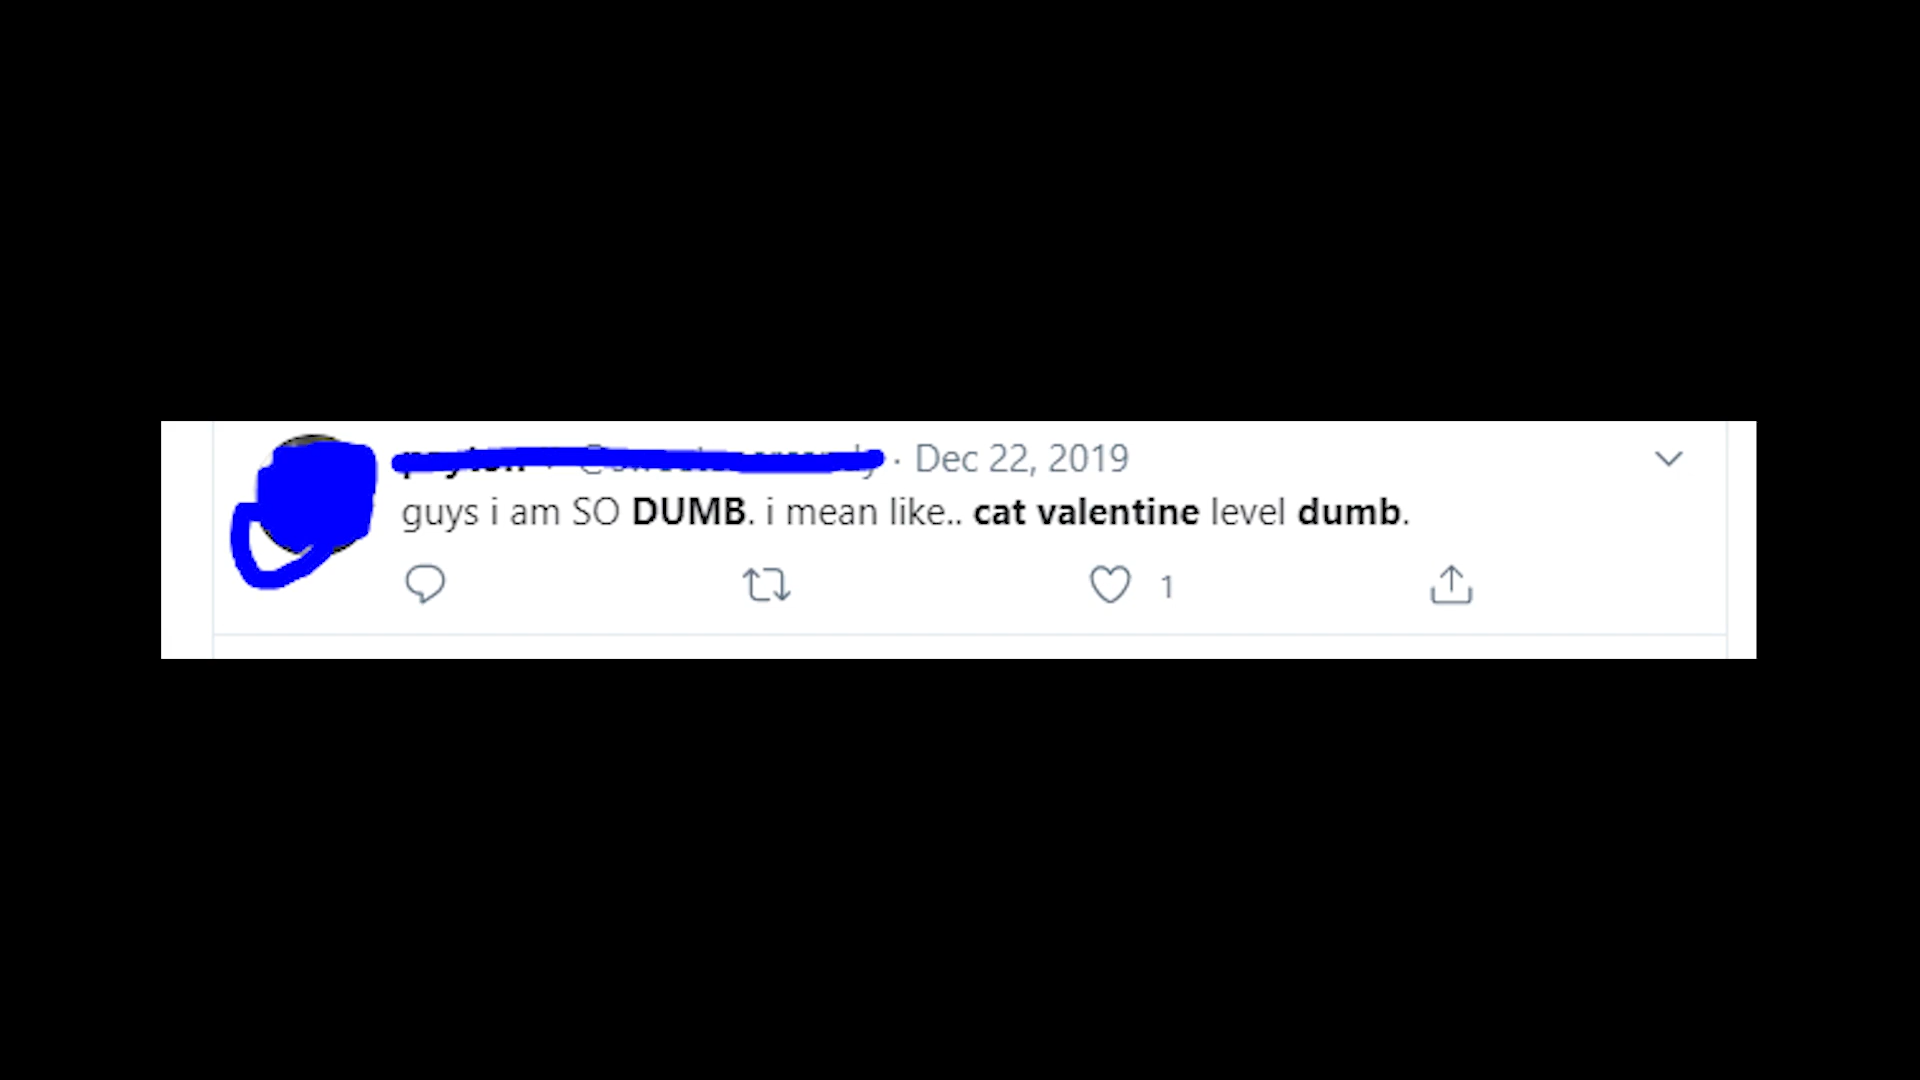 · Dec 22, 2019
guys i am SO DUMB. i mean like.. cat valentine level dumb.
1